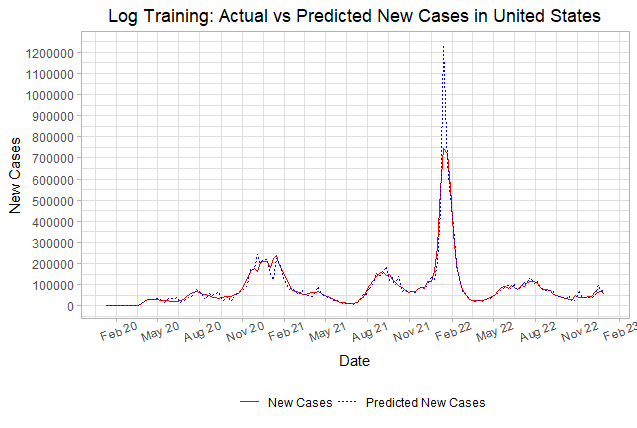 Log Training: Actual vs Predicted New Cases in United States
1200000
1100000
1000000
900000
800000
700000
600000
500000
400000
300000
200000
100000
0
New Cases
Feb 20 May 20 Aug 20 Nov 20 Feb 21 May 21 Aug 21 Nov 21 Feb 22 May 22 Aug 22 Nov 22 Feb 23
Date
New Cases Predicted New Cases